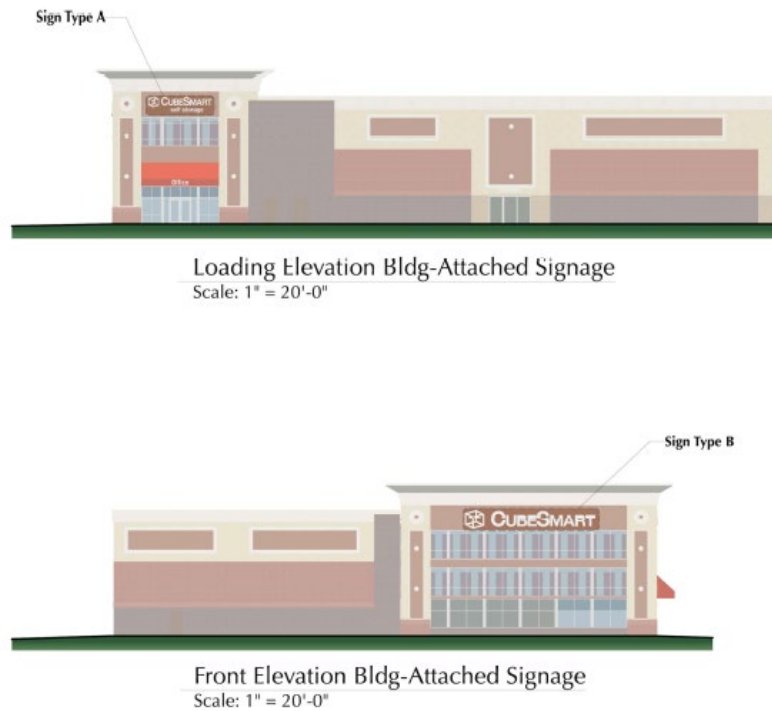 Sign Type A
CUBESMART
self storage
Office
Loading Elevation Bldg-Attached Signage
Scale: 1" = 20'-0"
Sign Type B
CUBESMART
Front Elevation Bldg-Attached Signage
Scale: 1" = 20'-0"